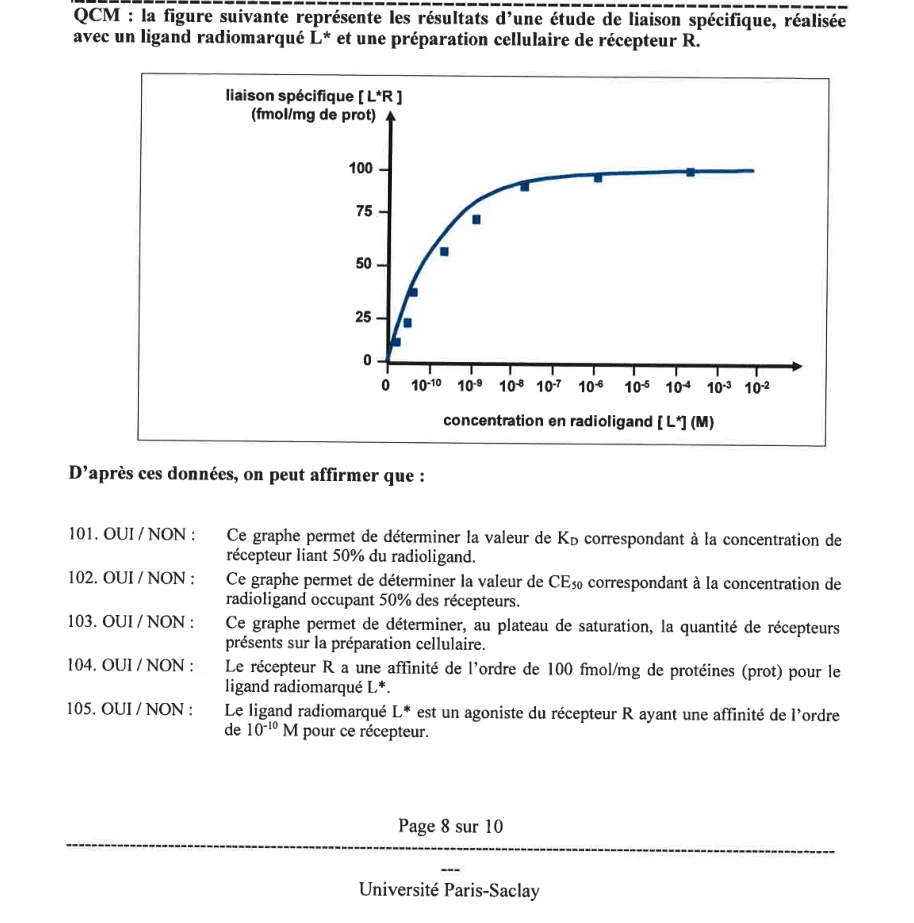 QCM : la figure suivante représente les résultats d'une étude de liaison spécifique, réalisée
avec un ligand radiomarqué L* et une préparation cellulaire de récepteur R.
liaison spécifique [ L*R ]
(fmol/mg de prot)
100
75
50
25
0
0 10⁻¹⁰ 10⁻⁹ 10⁻⁸ 10⁻⁷ 10⁻⁶ 10⁻⁵ 10⁻⁴ 10⁻³ 10⁻²
concentration en radioligand [ L*] (M)
D'après ces données, on peut affirmer que :
101. OUI / NON : Ce graphe permet de déterminer la valeur de K_D correspondant à la concentration de
récepteur liant 50% du radioligand.
102. OUI / NON : Ce graphe permet de déterminer la valeur de CE₅₀ correspondant à la concentration de
radioligand occupant 50% des récepteurs.
103. OUI / NON : Ce graphe permet de déterminer, au plateau de saturation, la quantité de récepteurs
présents sur la préparation cellulaire.
104. OUI / NON : Le récepteur R a une affinité de l'ordre de 100 fmol/mg de protéines (prot) pour le
ligand radiomarqué L*.
105. OUI / NON : Le ligand radiomarqué L* est un agoniste du récepteur R ayant une affinité de l'ordre
de 10⁻¹⁰ M pour ce récepteur.
Page 8 sur 10
Université Paris-Saclay